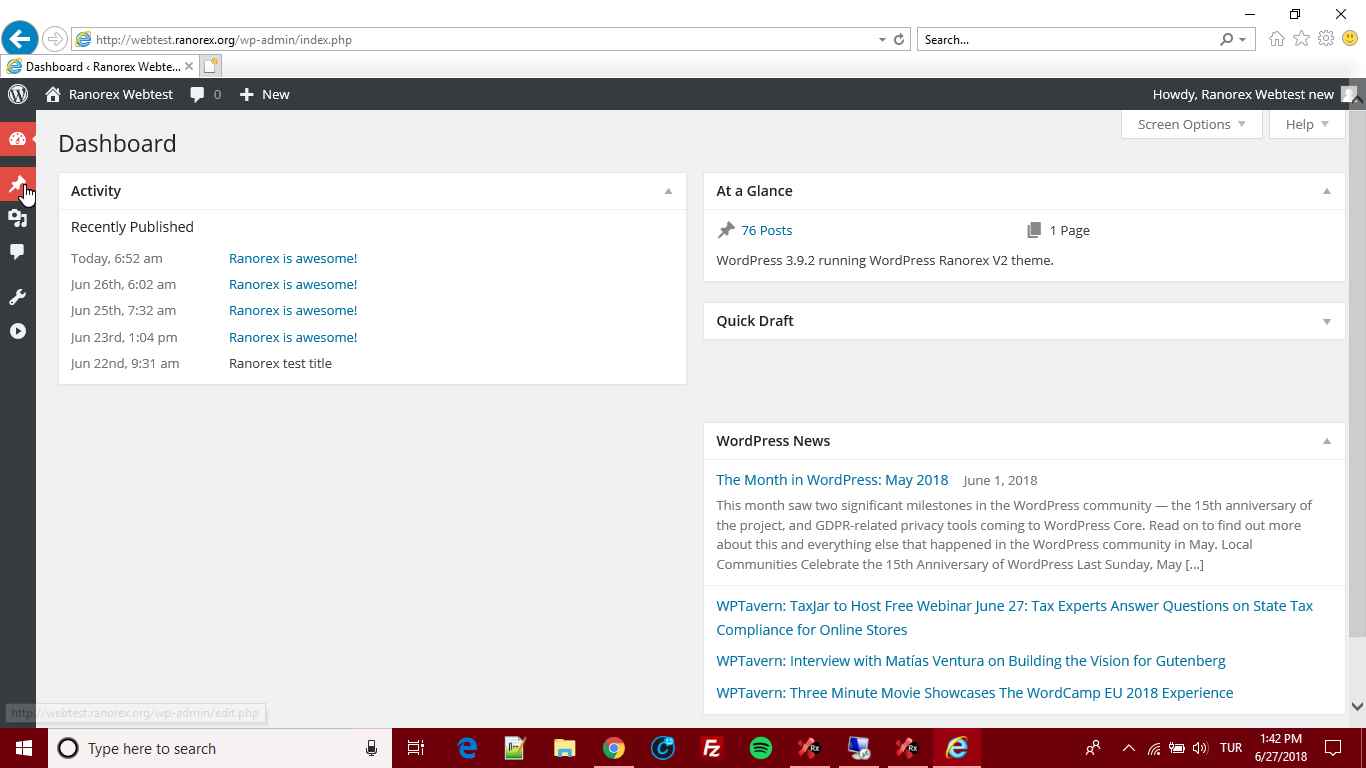 http://webtest.ranorex.org/wp-admin/index.php
Search...
Dashboard ‹ Ranorex Webte...
Ranorex Webtest
0
New
Howdy, Ranorex Webtest new
Dashboard
Screen Options
Help
Activity
Recently Published
Today, 6:52 am
Ranorex is awesome!
Jun 26th, 6:02 am
Ranorex is awesome!
Jun 25th, 7:32 am
Ranorex is awesome!
Jun 23rd, 1:04 pm
Ranorex is awesome!
Jun 22nd, 9:31 am
Ranorex test title
At a Glance
76 Posts
1 Page
WordPress 3.9.2 running WordPress Ranorex V2 theme.
Quick Draft
WordPress News
The Month in WordPress: May 2018 June 1, 2018
This month saw two significant milestones in the WordPress community — the 15th anniversary of
the project, and GDPR-related privacy tools coming to WordPress Core. Read on to find out more
about this and everything else that happened in the WordPress community in May. Local
Communities Celebrate the 15th Anniversary of WordPress Last Sunday, May [...]
WPTavern: TaxJar to Host Free Webinar June 27: Tax Experts Answer Questions on State Tax
Compliance for Online Stores
WPTavern: Interview with Matías Ventura on Building the Vision for Gutenberg
WPTavern: Three Minute Movie Showcases The WordCamp EU 2018 Experience
http://webtest.ranorex.org/wp-admin/edit.php
Type here to search
Rx
Rx
TUR
1:42 PM
6/27/2018